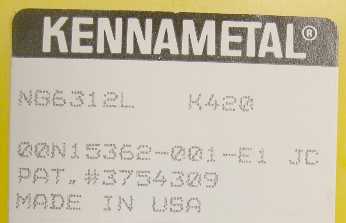 KENNAMETAL®
NG6312L K420
00N15362-001-E1 JC
PAT. #3754309
MADE IN USA